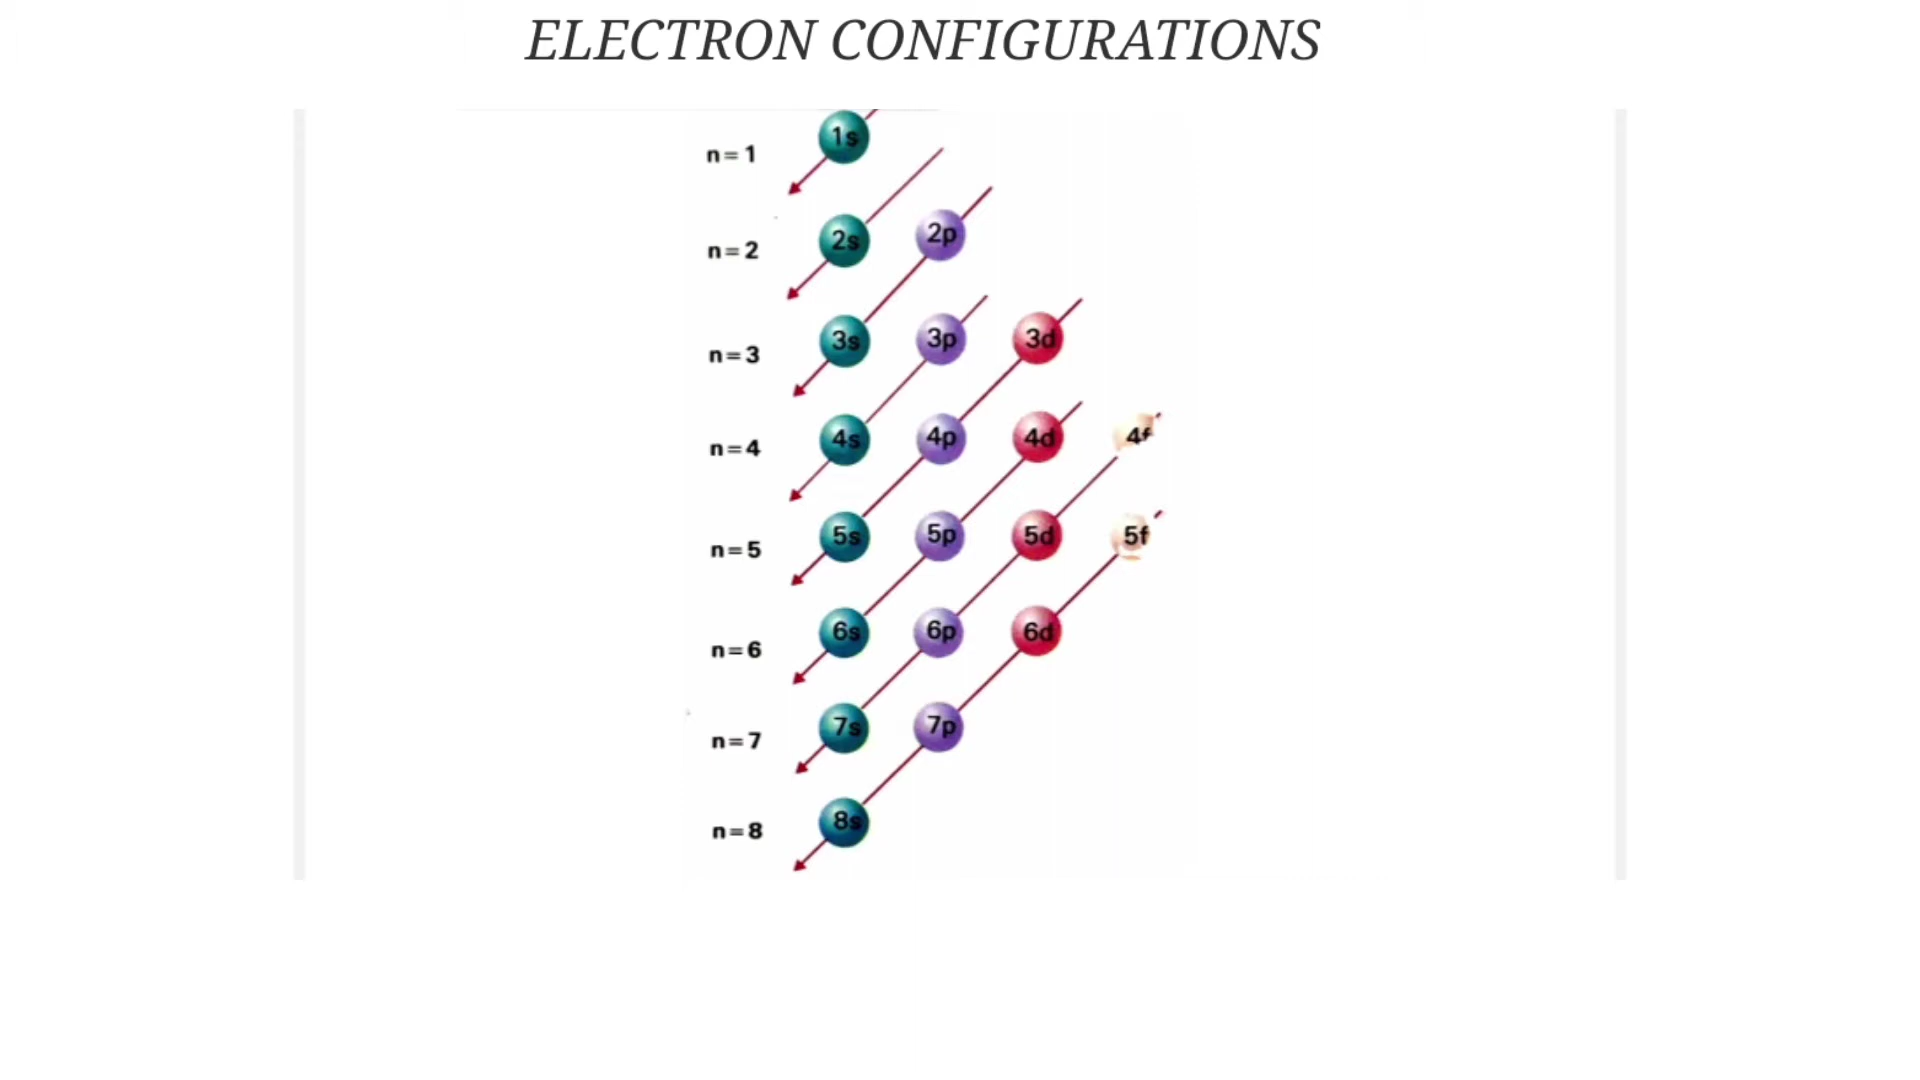 ELECTRON CONFIGURATIONS
n=1 1s
n=2 2s 2p
n=3 3s 3p 3d
n=4 4s 4p 4d 4f
n=5 5s 5p 5d 5f
n=6 6s 6p 6d
n=7 7s 7p
n=8 8s